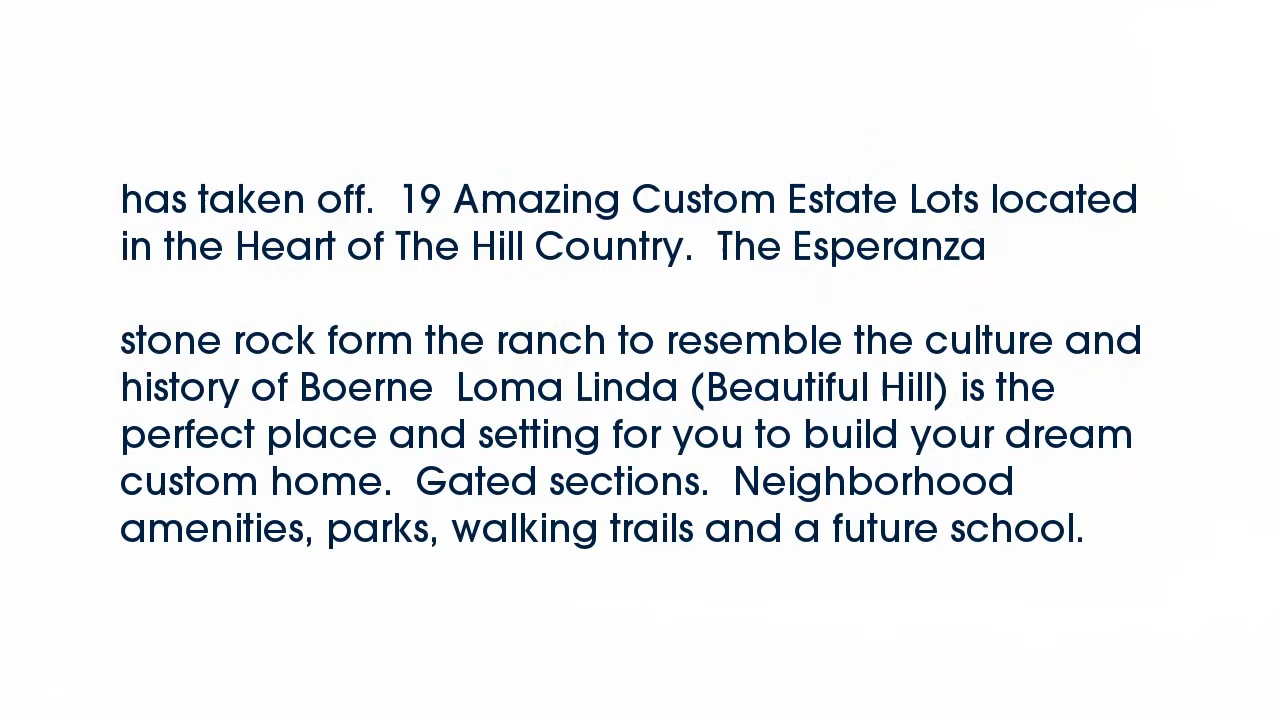 has taken off.  19 Amazing Custom Estate Lots located
in the Heart of The Hill Country.  The Esperanza
stone rock form the ranch to resemble the culture and
history of Boerne  Loma Linda (Beautiful Hill) is the
perfect place and setting for you to build your dream
custom home.  Gated sections.  Neighborhood
amenities, parks, walking trails and a future school.